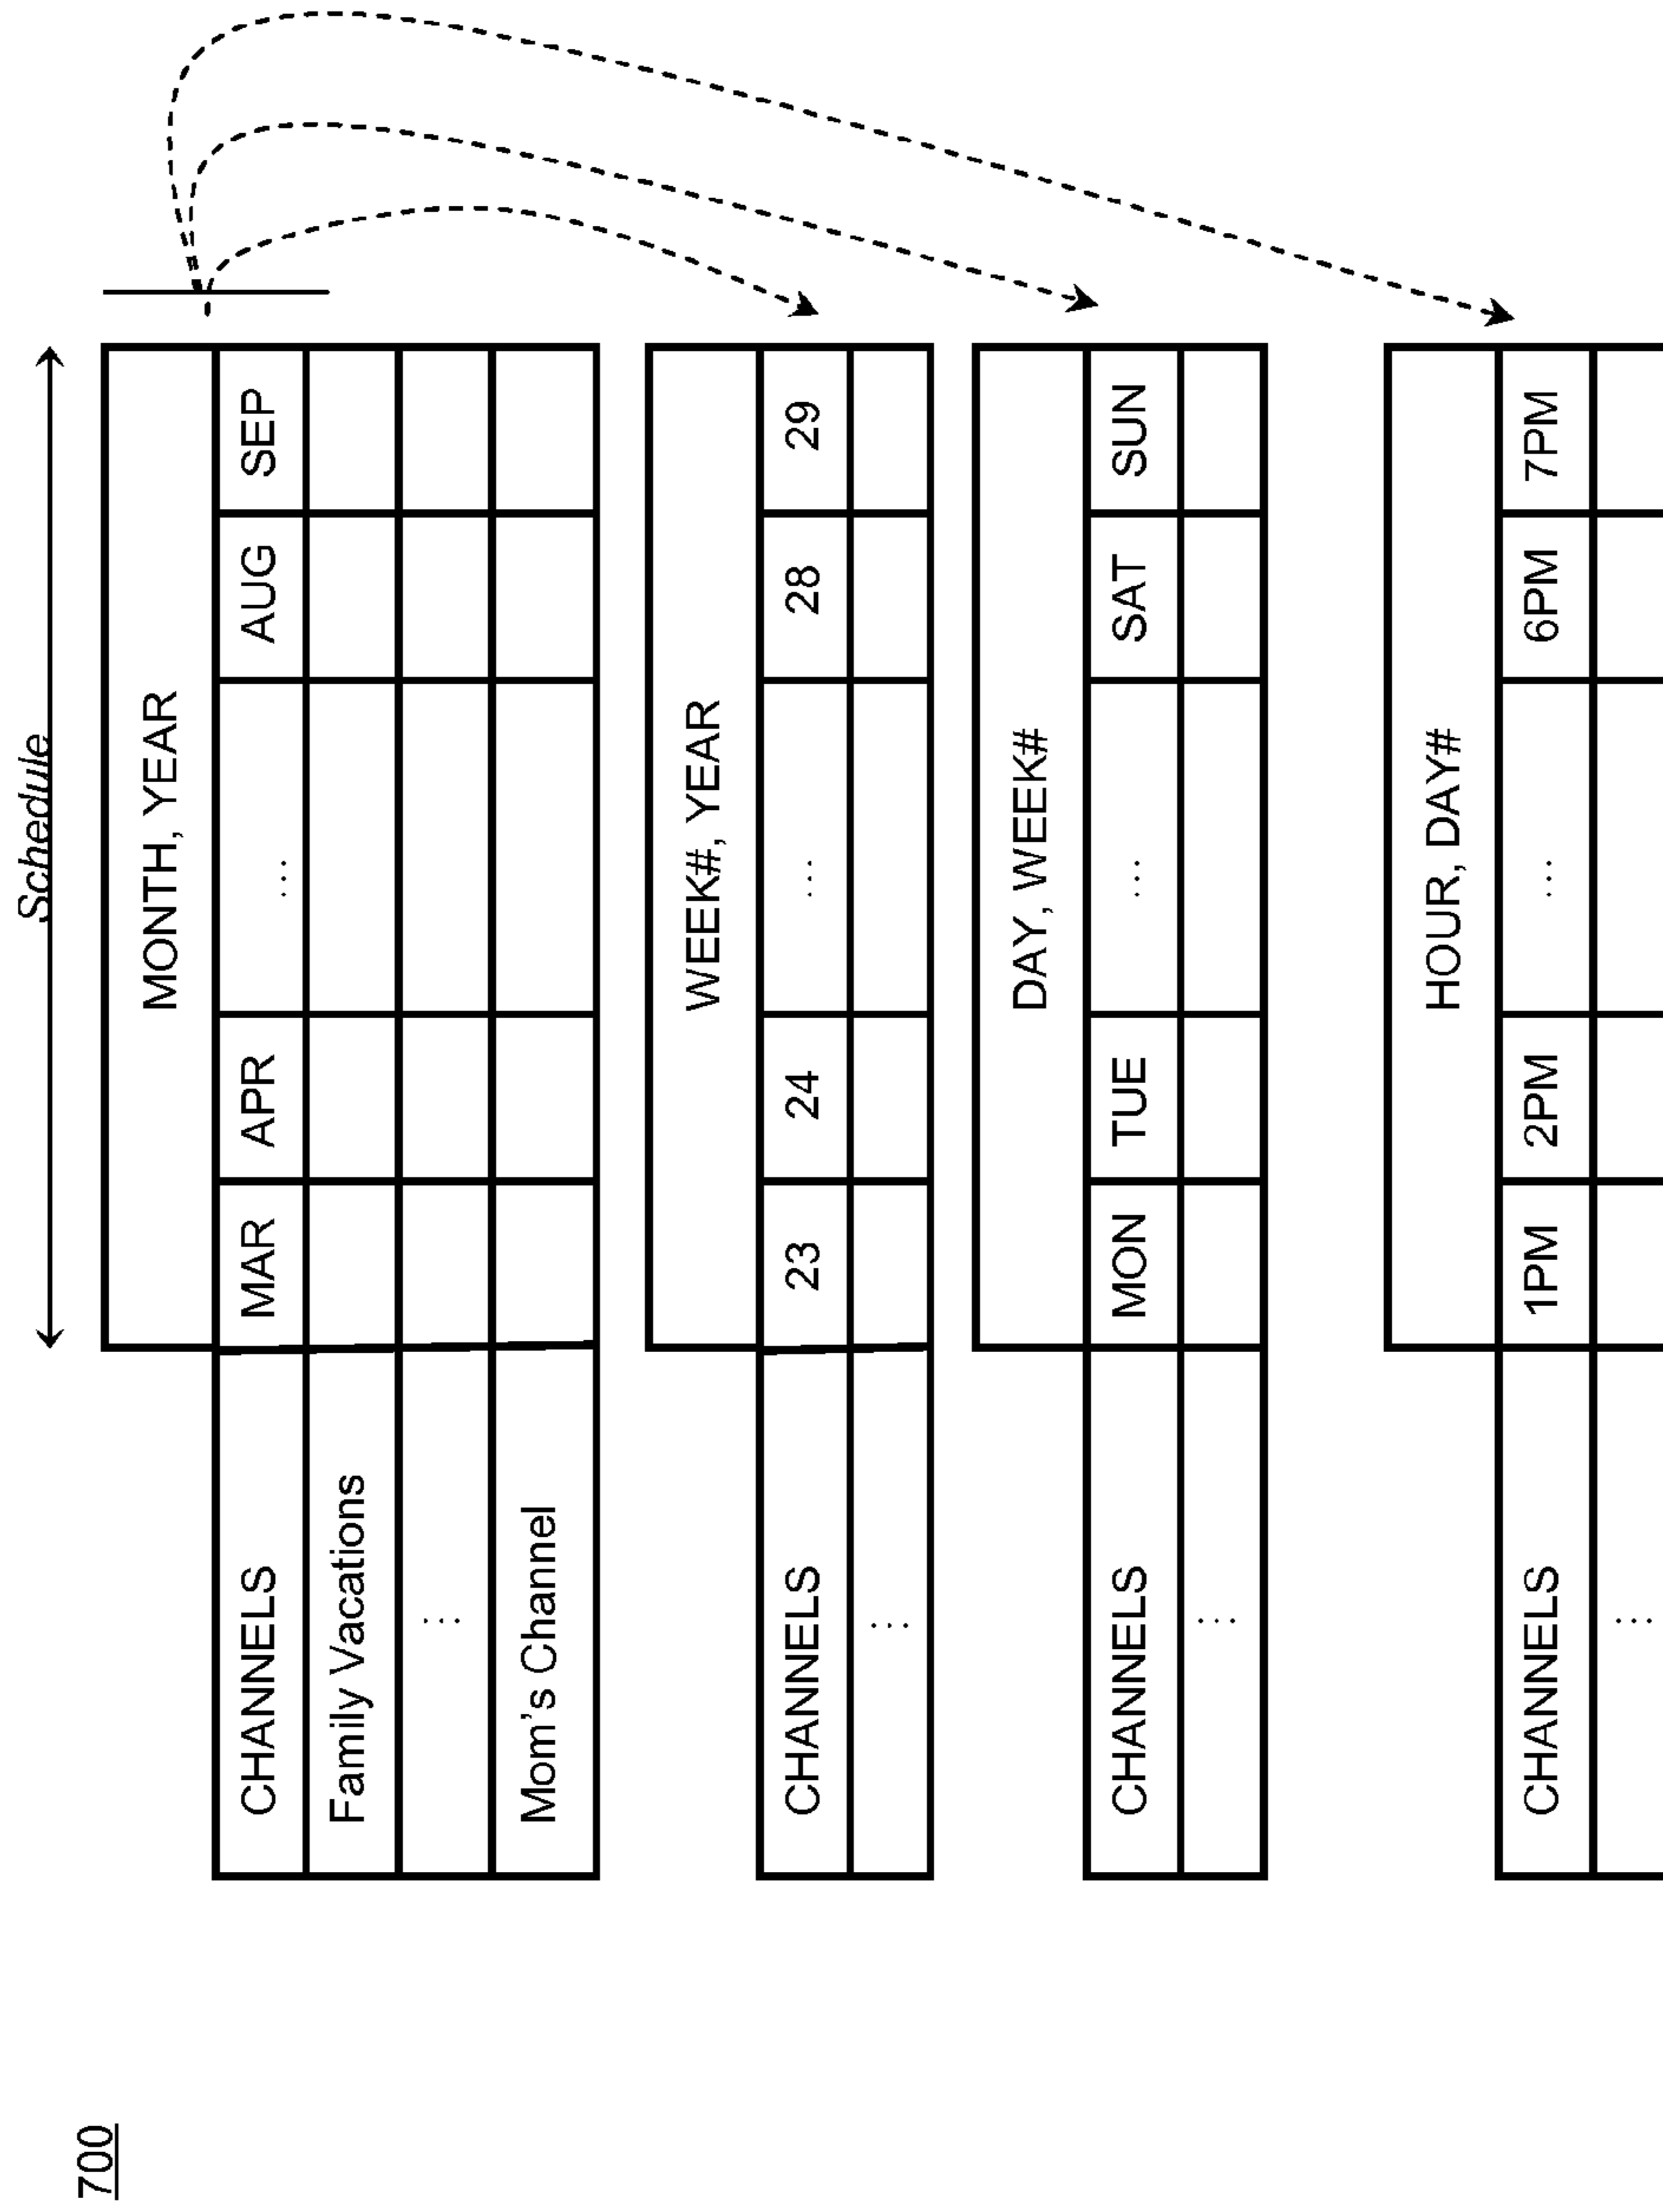 700
Schedule
MONTH, YEAR
CHANNELS MAR APR ... AUG SEP
Family Vacations
...
Mom's Channel
WEEK#, YEAR
CHANNELS 23 24 ... 28 29
...
DAY, WEEK#
CHANNELS MON TUE ... SAT SUN
...
HOUR, DAY#
CHANNELS 1PM 2PM ... 6PM 7PM
...